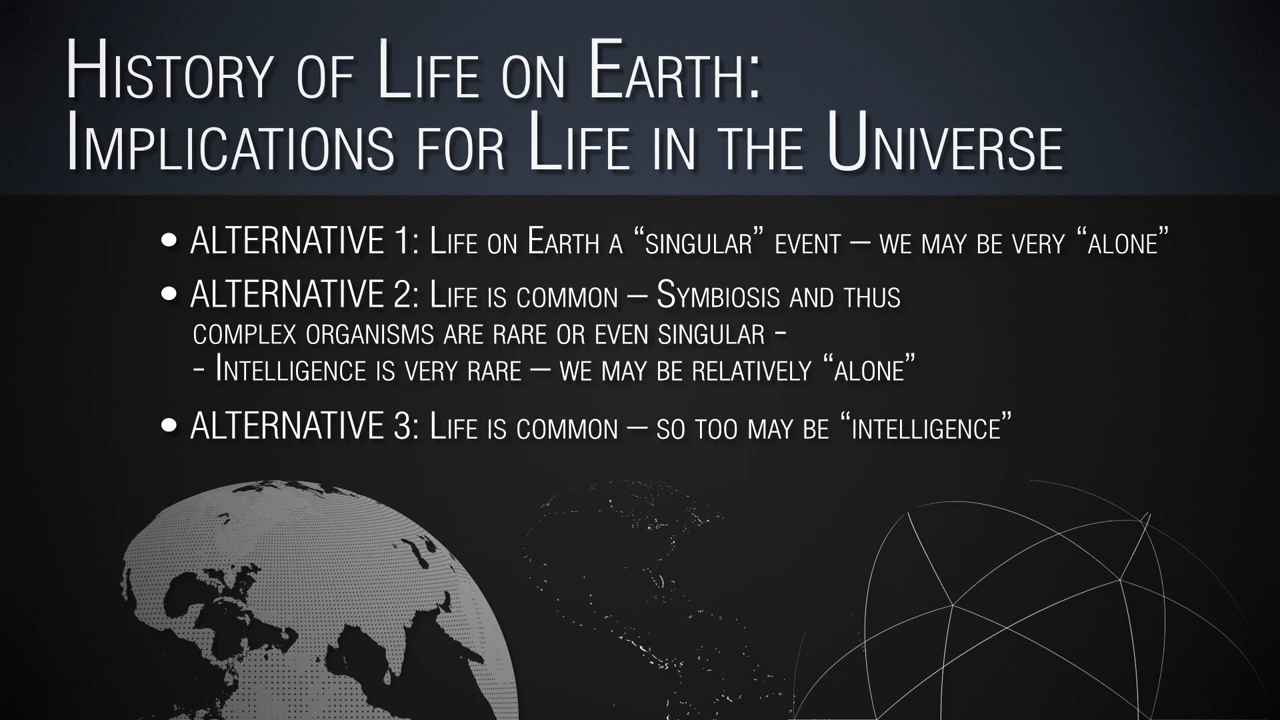 History of Life on Earth:
Implications for Life in the Universe
• ALTERNATIVE 1: Life on Earth a “singular” event – we may be very “alone”
• ALTERNATIVE 2: Life is common – Symbiosis and thus
complex organisms are rare or even singular -
- Intelligence is very rare – we may be relatively “alone”
• ALTERNATIVE 3: Life is common – so too may be “intelligence”